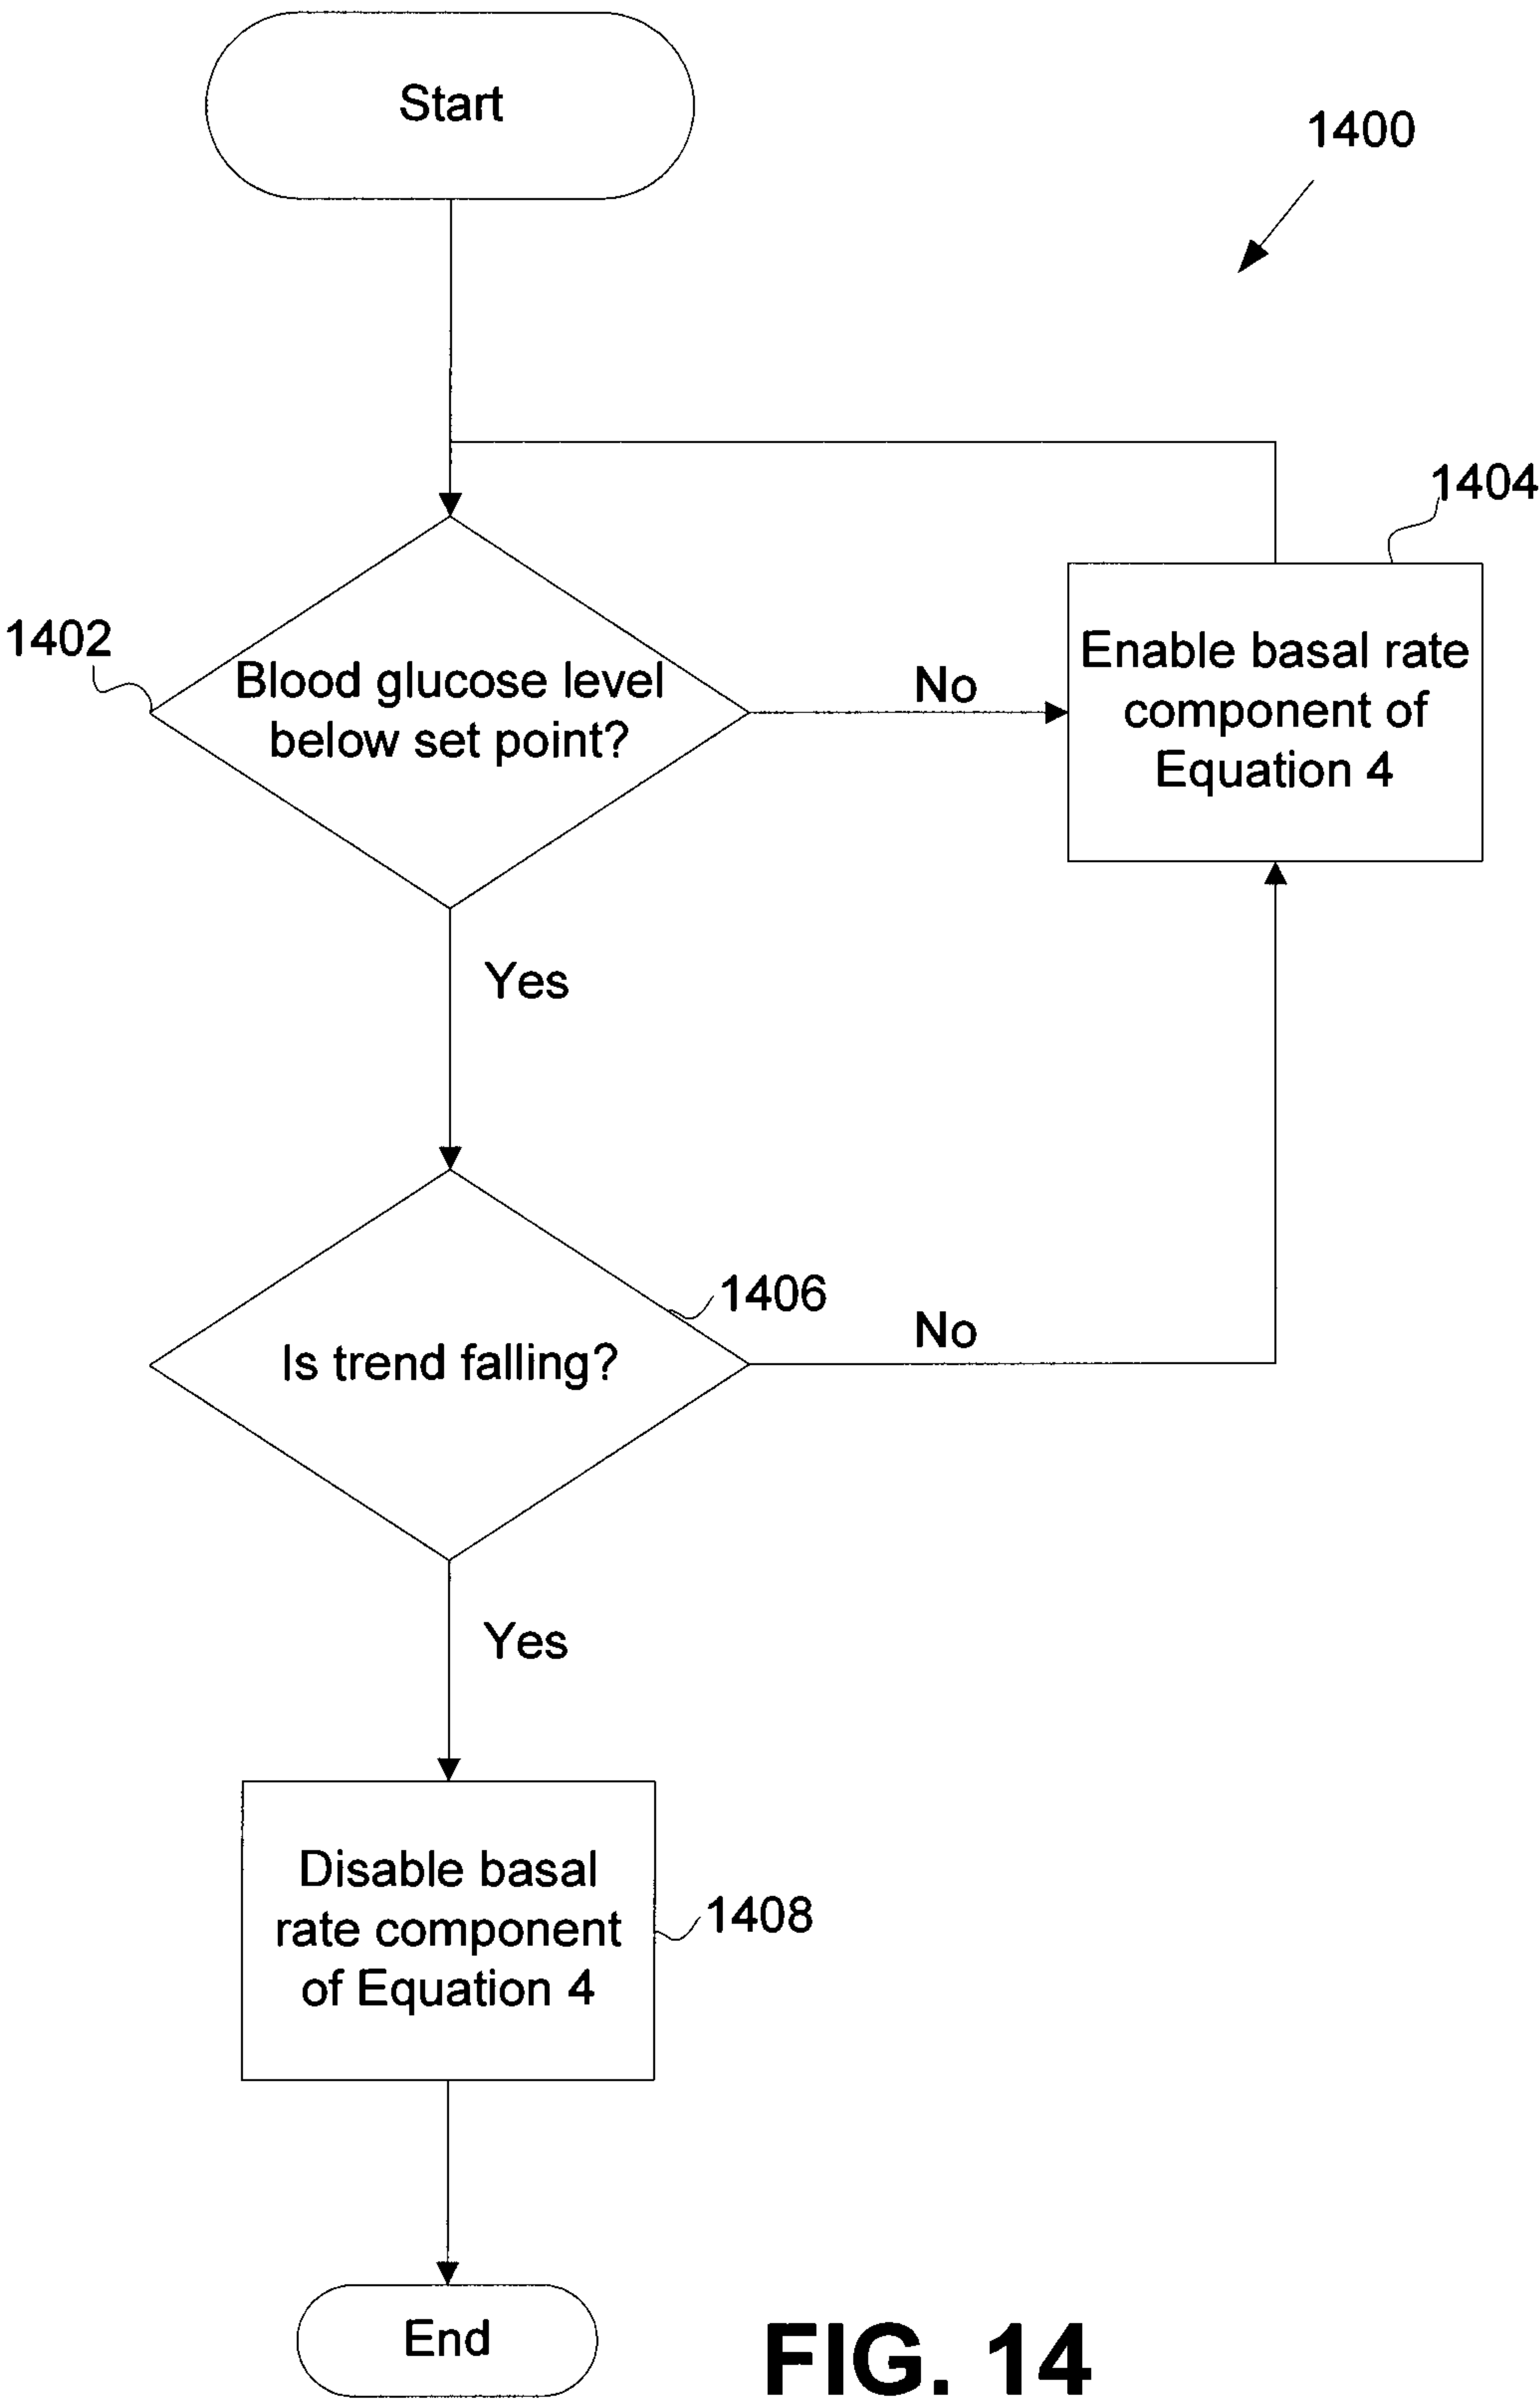 Start
1400
1404
1402
Blood glucose level
below set point?
No
Enable basal rate
component of
Equation 4
Yes
1406
Is trend falling?
No
Yes
Disable basal
rate component
of Equation 4
1408
End
FIG. 14